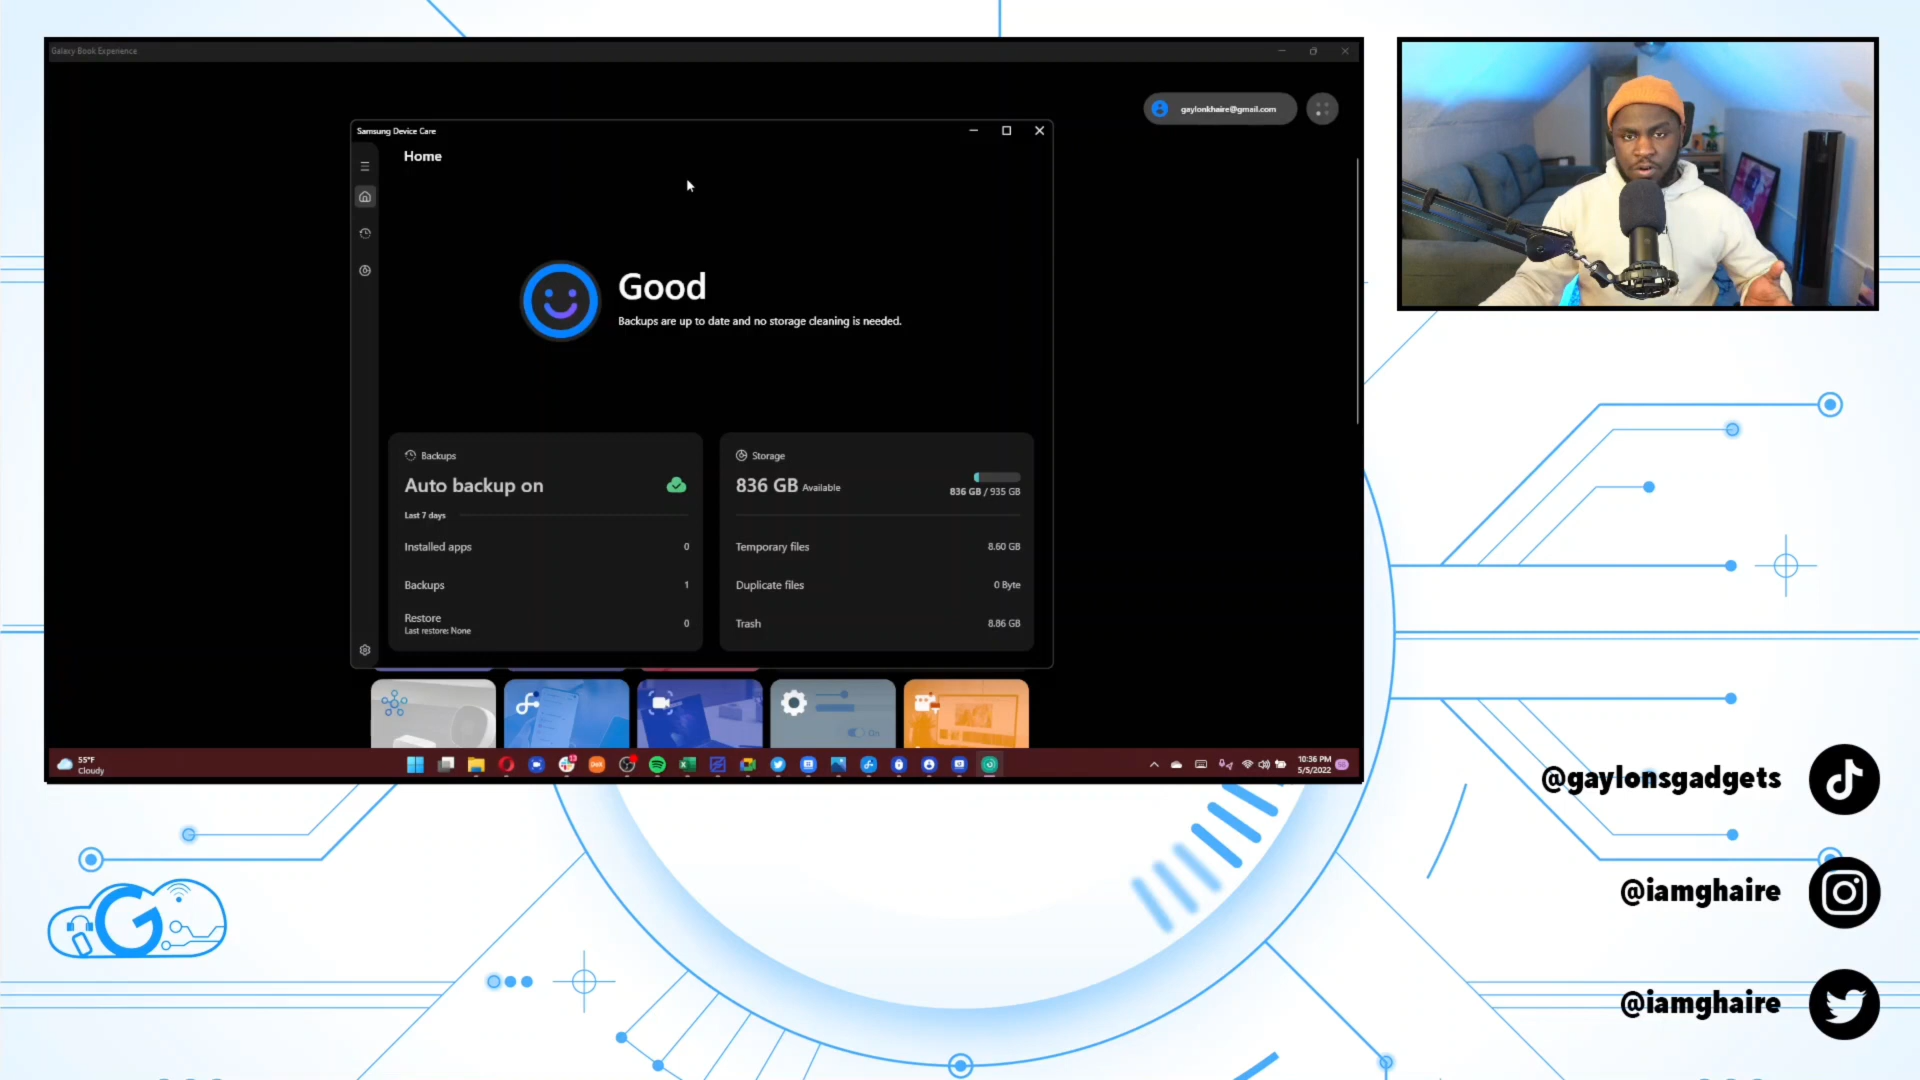 Galaxy Book Experience
gaylonkhaire@gmail.com
Samsung Device Care
Home
Good
Backups are up to date and no storage cleaning is needed.
Backups
Auto backup on
Last 7 days
Installed apps 0
Backups 1
Restore 0
Last restore: None
Storage
836 GB Available
836 GB / 935 GB
Temporary files 8.60 GB
Duplicate files 0 Byte
Trash 8.86 GB
On
55°F
Cloudy
10:36 PM
5/5/2022
@gaylonsgadgets
@iamghaire
@iamghaire
G